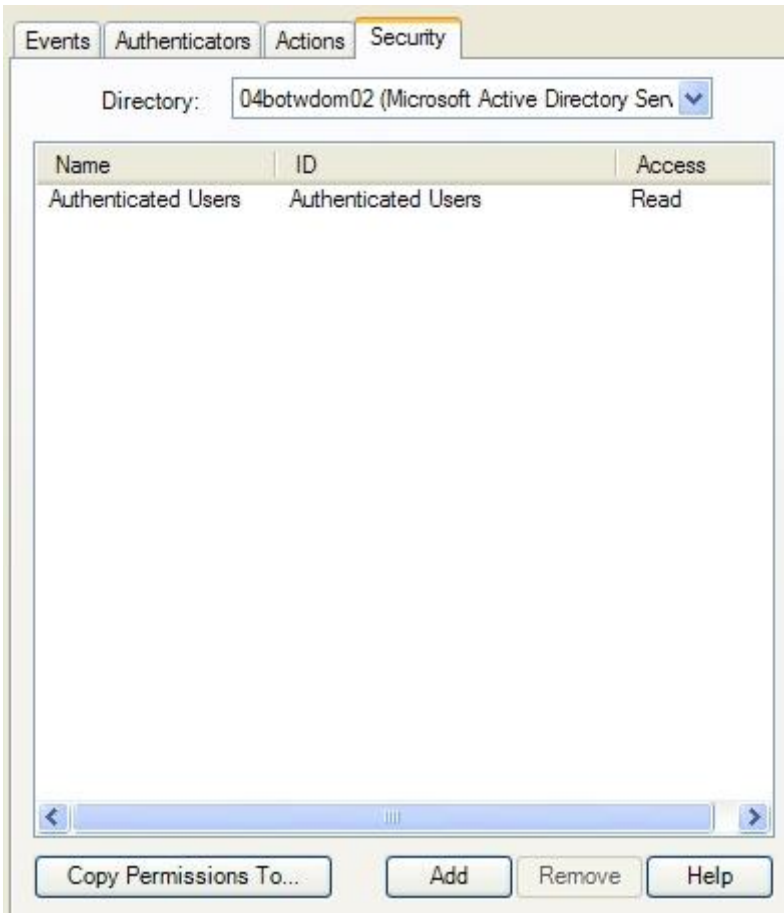 Events Authenticators Actions Security
Directory: 04botwdom02 (Microsoft Active Directory Serv
Name ID Access
Authenticated Users Authenticated Users Read
Copy Permissions To... Add Remove Help